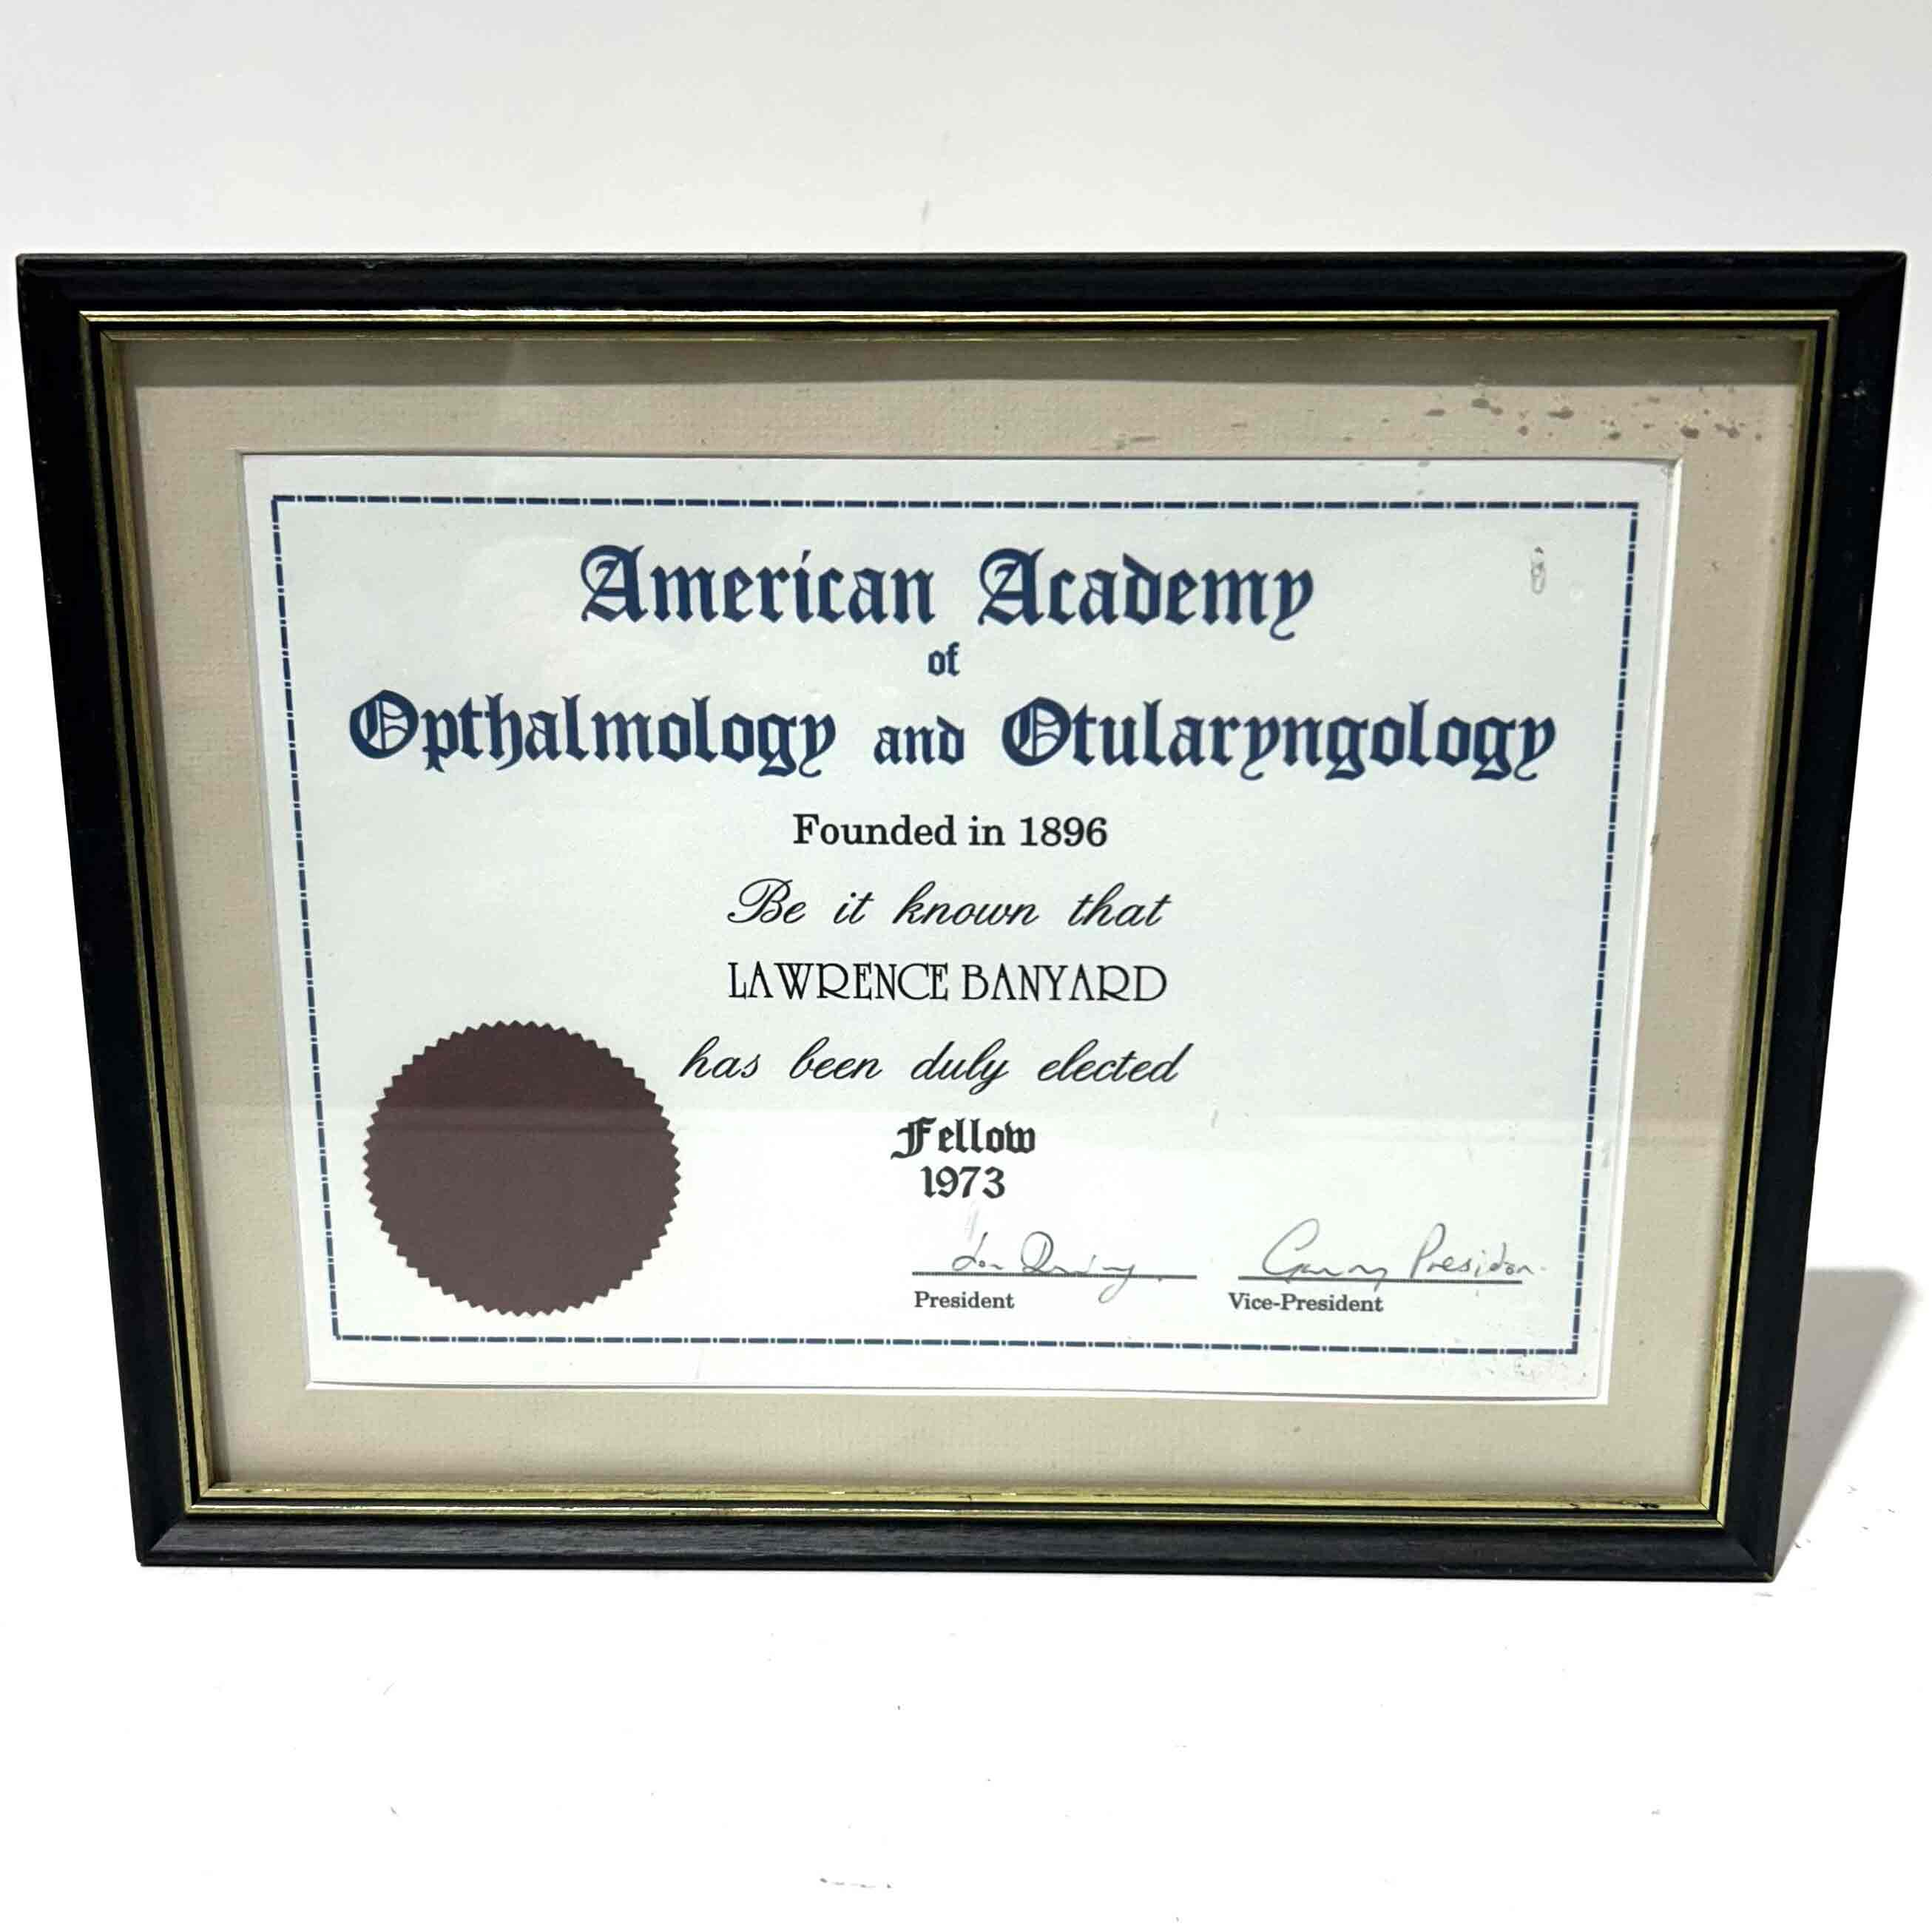 American Academy
of
Opthalmology and Otularyngology
Founded in 1896
Be it known that
LAWRENCE BANYARD
has been duly elected
Fellow
1973
President
Vice-President